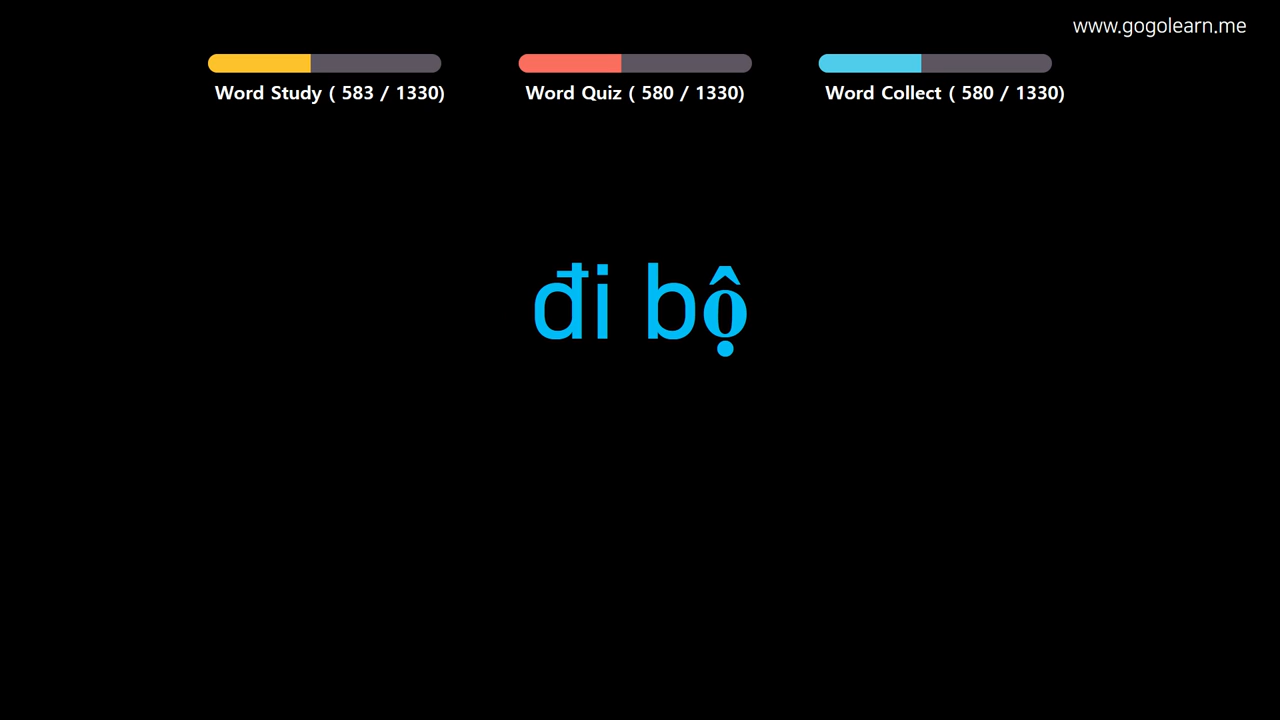 www.gogolearn.me
Word Study ( 583 / 1330)
Word Quiz ( 580 / 1330)
Word Collect ( 580 / 1330)
đi bộ